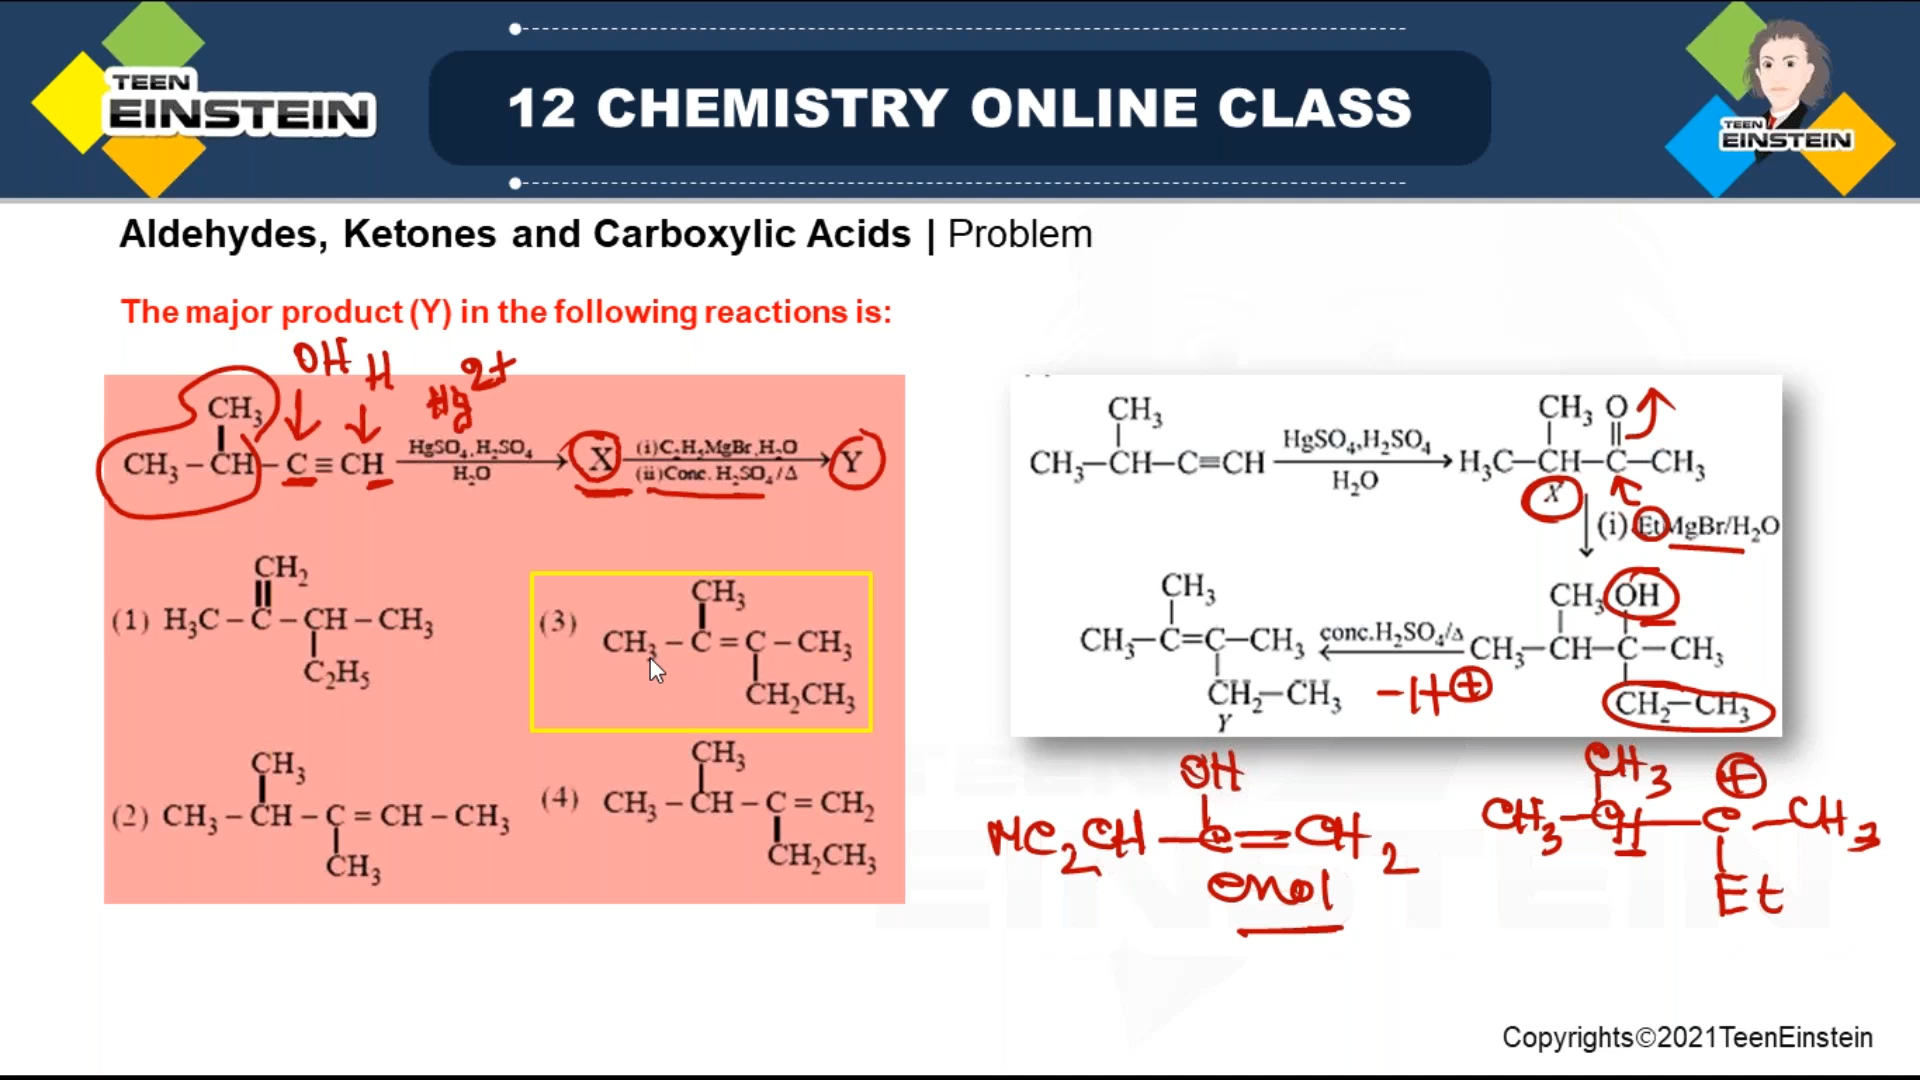 TEEN
EINSTEIN
12 CHEMISTRY ONLINE CLASS
TEEN
EINSTEIN
Aldehydes, Ketones and Carboxylic Acids | Problem
The major product (Y) in the following reactions is:
OH H Hg2+
CH3
CH3 – CH – C ≡ CH HgSO4, H2SO4 H2O X (i)C2H5MgBr, H2O (ii)Conc. H2SO4/Δ Y
CH2
(1) H3C – C – CH – CH3
C2H5
CH3
(2) CH3 – CH – C = CH – CH3
CH3
CH3
(3) CH3 – C = C – CH3
CH2CH3
CH3
(4) CH3 – CH – C = CH2
CH2CH3
CH3
CH3–CH–C≡CH HgSO4,H2SO4 H2O
CH3 O
H3C–CH–C–CH3
X
(i) EtMgBr/H2O
CH3 OH
CH3–CH–C–CH3
CH2–CH3
conc.H2SO4/Δ
–H+
CH3
CH3–C=C–CH3
CH2–CH3
Y
OH
MC2CH–C=CH2
enol
CH3 +
CH3–CH–C–CH3
Et
Copyrights©2021TeenEinstein